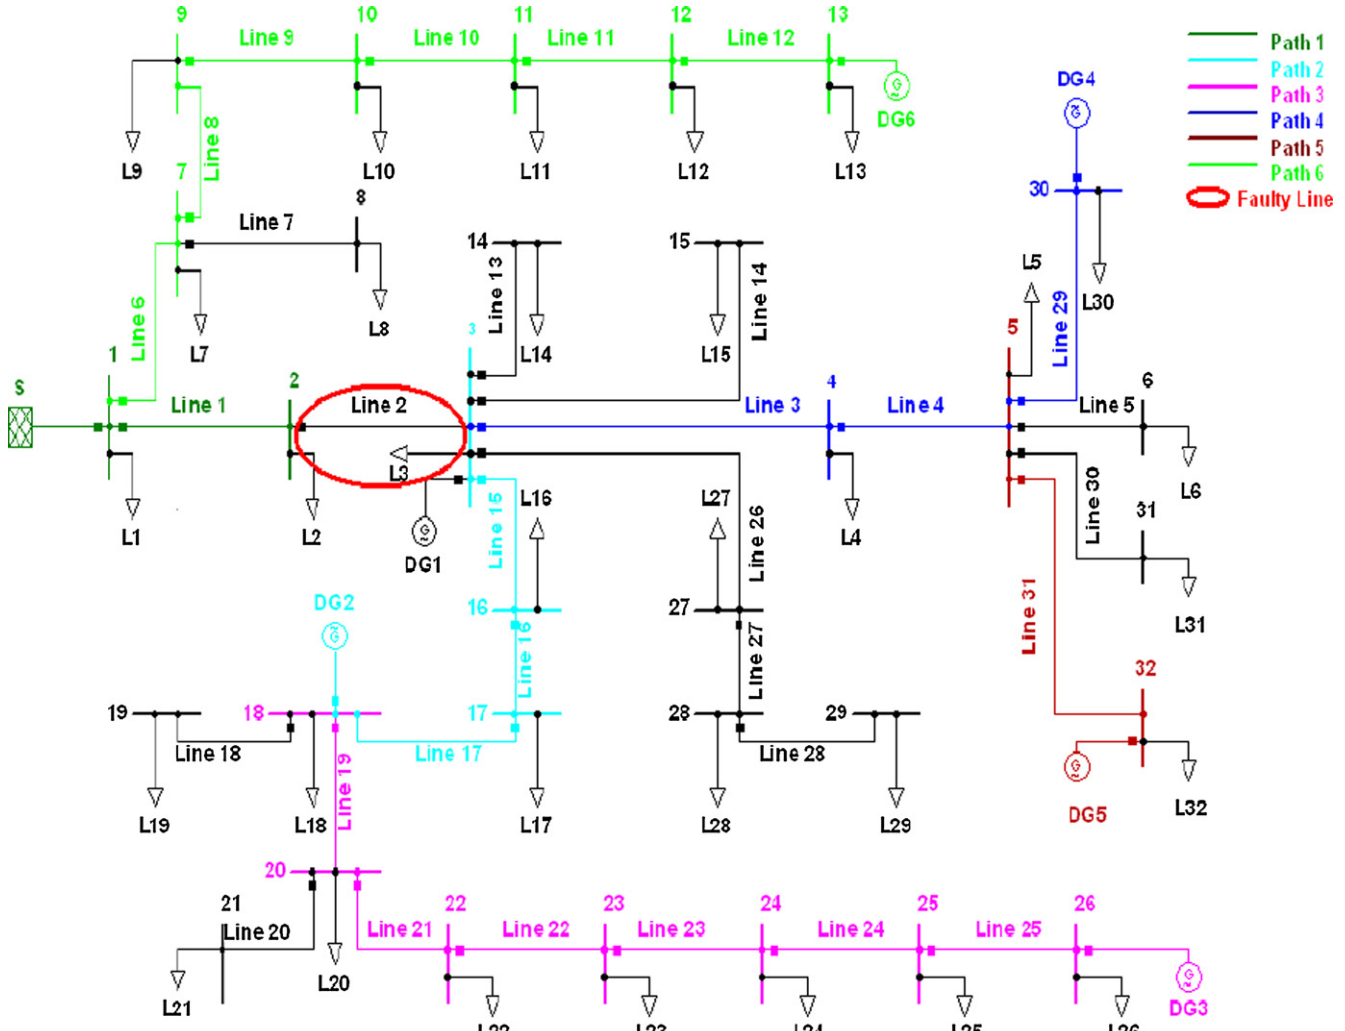 9 10 11 12 13
Line 9 Line 10 Line 11 Line 12
Path 1
Path 2
Path 3
Path 4
Path 5
Path 6
Faulty Line
DG4
DG6
Line 8
L9 L10 L11 L12 L13
7
30
8
Line 7
14 15
L5
L30
Line 13
Line 14
Line 29
Line 6
L7 L8 L14 L15
3
5
1
S
2
4
6
Line 1 Line 2 Line 3 Line 4 Line 5
L3
L1 L2 L16 L27 L4 L6
DG1
Line 15
Line 26
Line 30
31
DG2
16 27
L31
Line 31
Line 16
Line 27
32
19 18 17 28 29
Line 18 Line 17 Line 28
Line 19
L19 L18 L17 L28 L29
DG5
L32
20
21 22 23 24 25 26
Line 20 Line 21 Line 22 Line 23 Line 24 Line 25
L21 L20
DG3